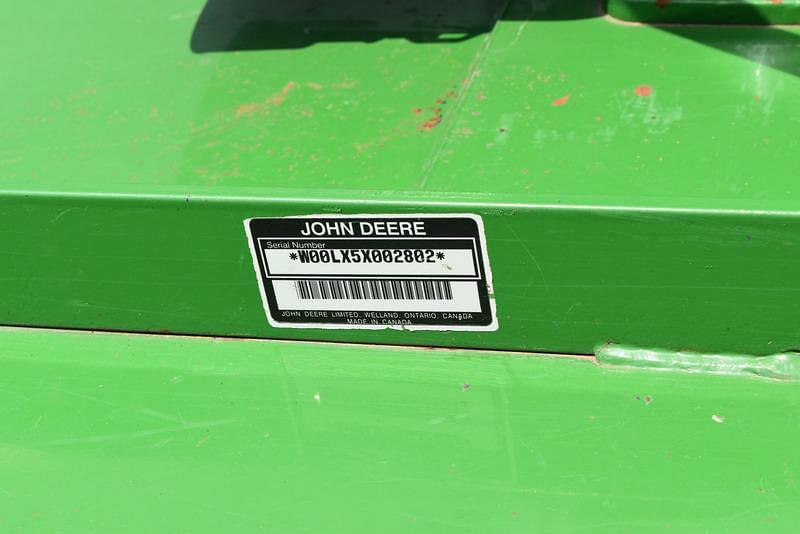 JOHN DEERE
Serial Number
*W00LX5X002802*
JOHN DEERE LIMITED, WELLAND, ONTARIO, CANADA
MADE IN CANADA